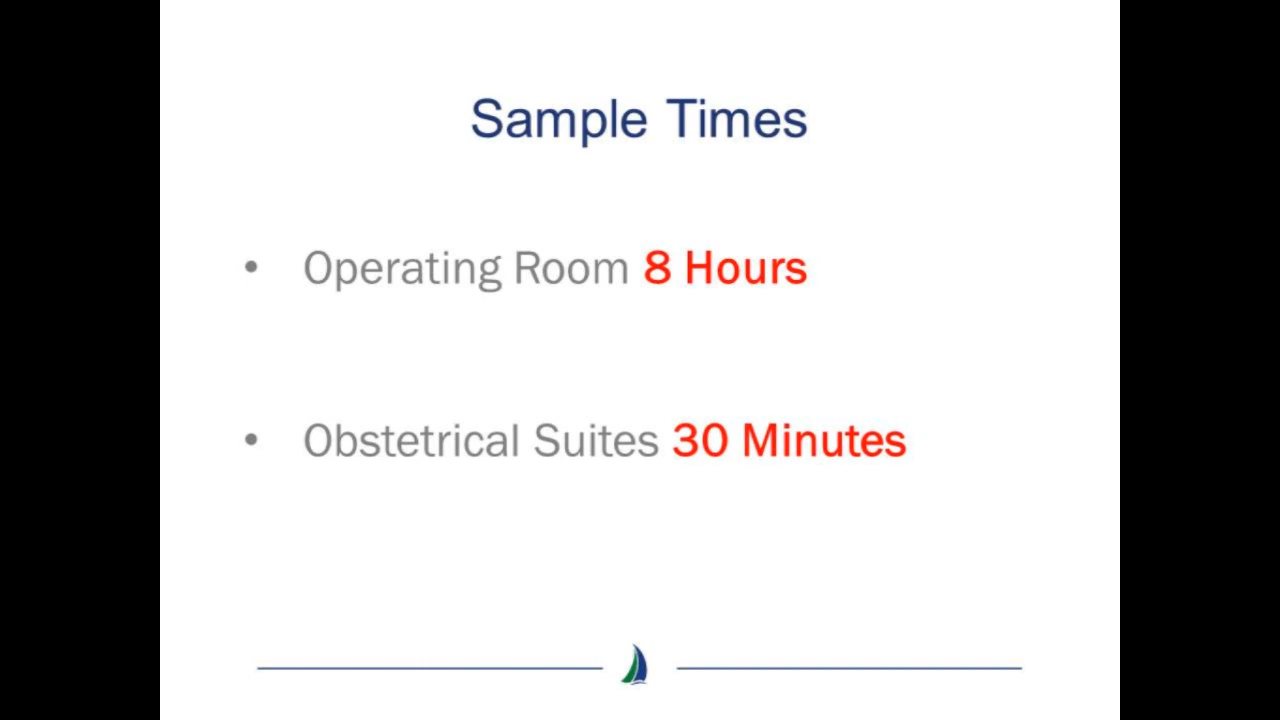 Sample Times
• Operating Room 8 Hours
• Obstetrical Suites 30 Minutes